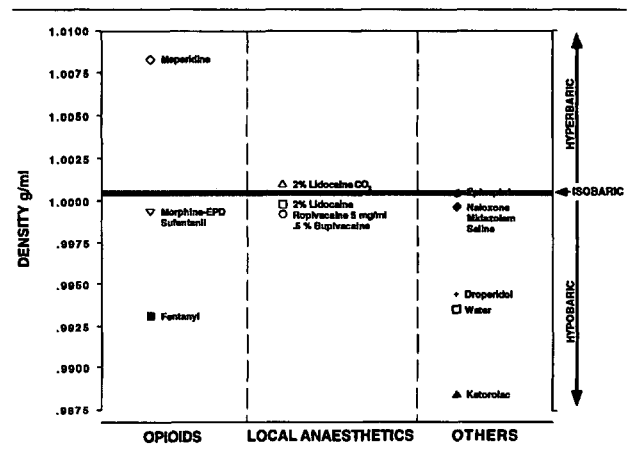 1.0100
1.0075
1.0050
1.0025
1.0000
.9975
.9950
.9925
.9900
.9875
DENSITY g/ml
Meperidine
Morphine-EPD
Sufentanil
Fentanyl
2% Lidocaine CO2
2% Lidocaine
Ropivacaine 5 mg/ml
.5 % Bupivacaine
Naloxone
Midazolam
Saline
Droperidol
Water
Ketorolac
HYPERBARIC
ISOBARIC
HYPOBARIC
OPIOIDS
LOCAL ANAESTHETICS
OTHERS